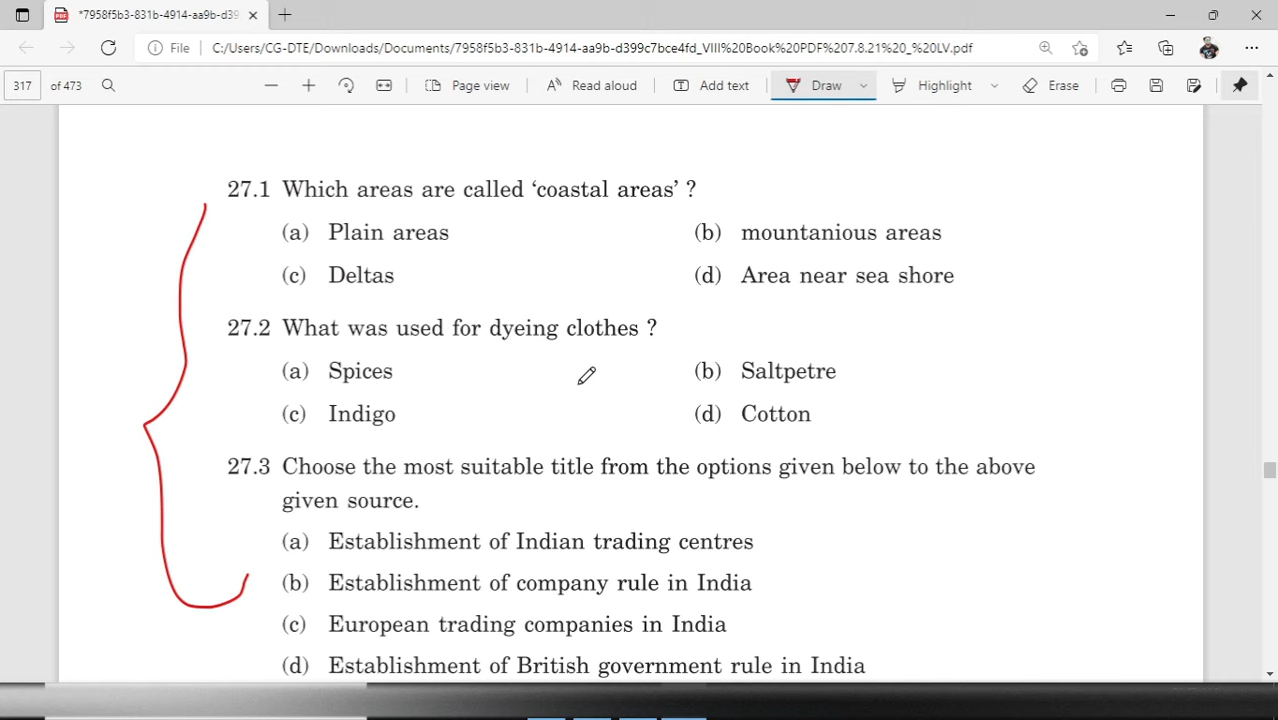 *7958f5b3-831b-4914-aa9b-d39
File C:/Users/CG-DTE/Downloads/Documents/7958f5b3-831b-4914-aa9b-d399c7bce4fd_VIII%20Book%20PDF%207.8.21%20_%20LV.pdf
317 of 473 Page view Read aloud Add text Draw Highlight Erase
27.1 Which areas are called ‘coastal areas’ ?
(a) Plain areas (b) mountanious areas
(c) Deltas (d) Area near sea shore
27.2 What was used for dyeing clothes ?
(a) Spices (b) Saltpetre
(c) Indigo (d) Cotton
27.3 Choose the most suitable title from the options given below to the above
given source.
(a) Establishment of Indian trading centres
(b) Establishment of company rule in India
(c) European trading companies in India
(d) Establishment of British government rule in India